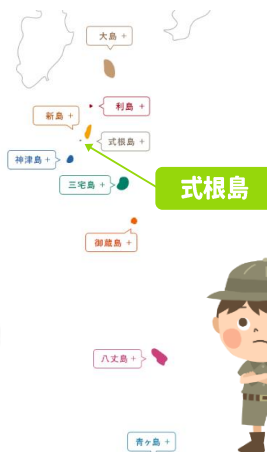 大島 +
利島 +
新島 +
式根島 +
神津島 +
三宅島 +
式根島
御蔵島 +
八丈島 +
青ヶ島 +